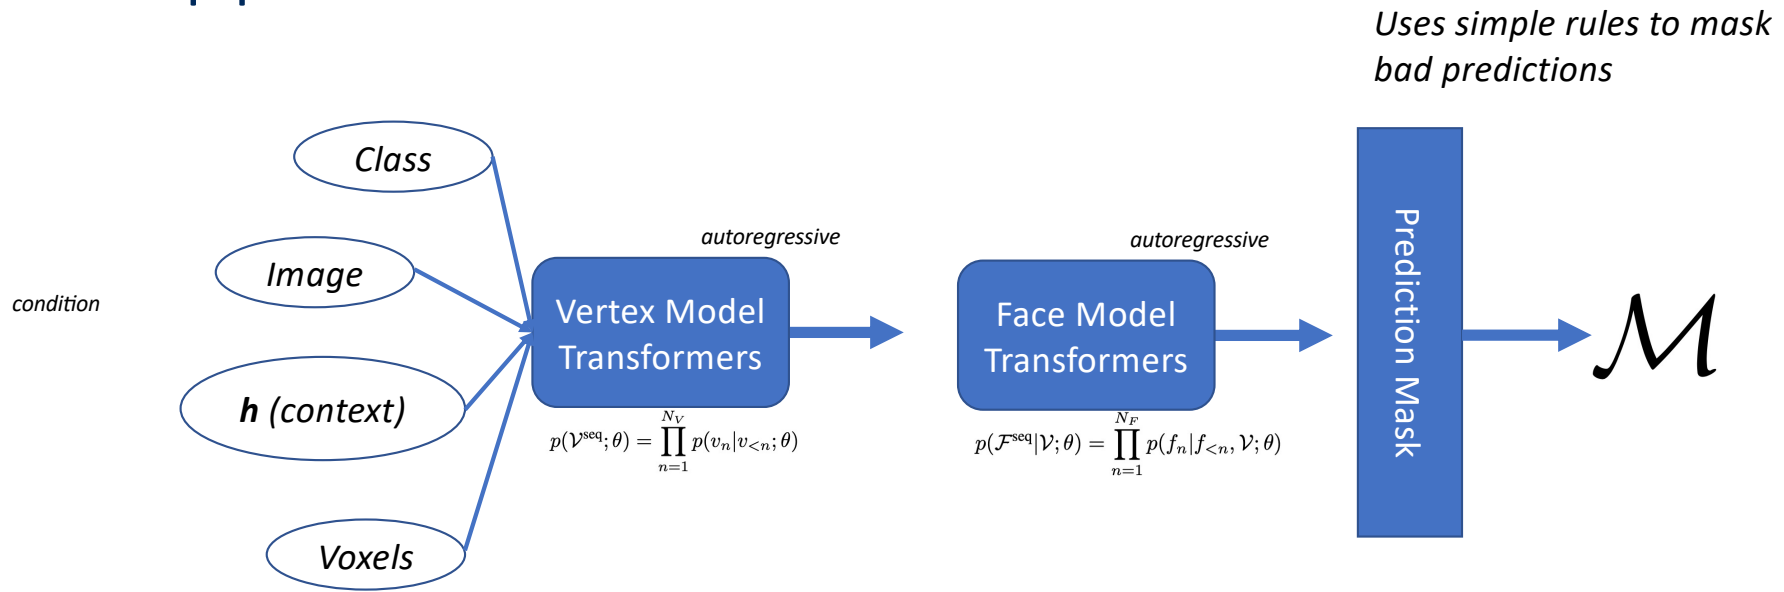 Uses simple rules to mask
bad predictions
Class
Image
condition
h (context)
Voxels
autoregressive
Vertex Model
Transformers
p(𝒱^seq; θ) = ∏_{n=1}^{N_V} p(v_n|v_{<n}; θ)
autoregressive
Face Model
Transformers
p(ℱ^seq|𝒱; θ) = ∏_{n=1}^{N_F} p(f_n|f_{<n}, 𝒱; θ)
Prediction Mask
ℳ